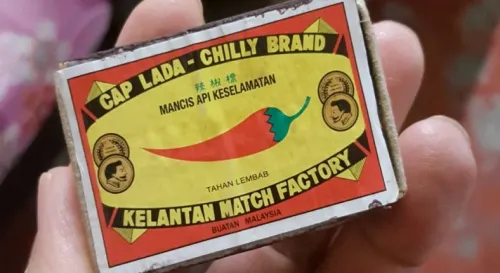 CAP LADA - CHILLY BRAND
辣椒標
MANCIS API KESELAMATAN
TAHAN LEMBAB
KELANTAN MATCH FACTORY
BUATAN MALAYSIA